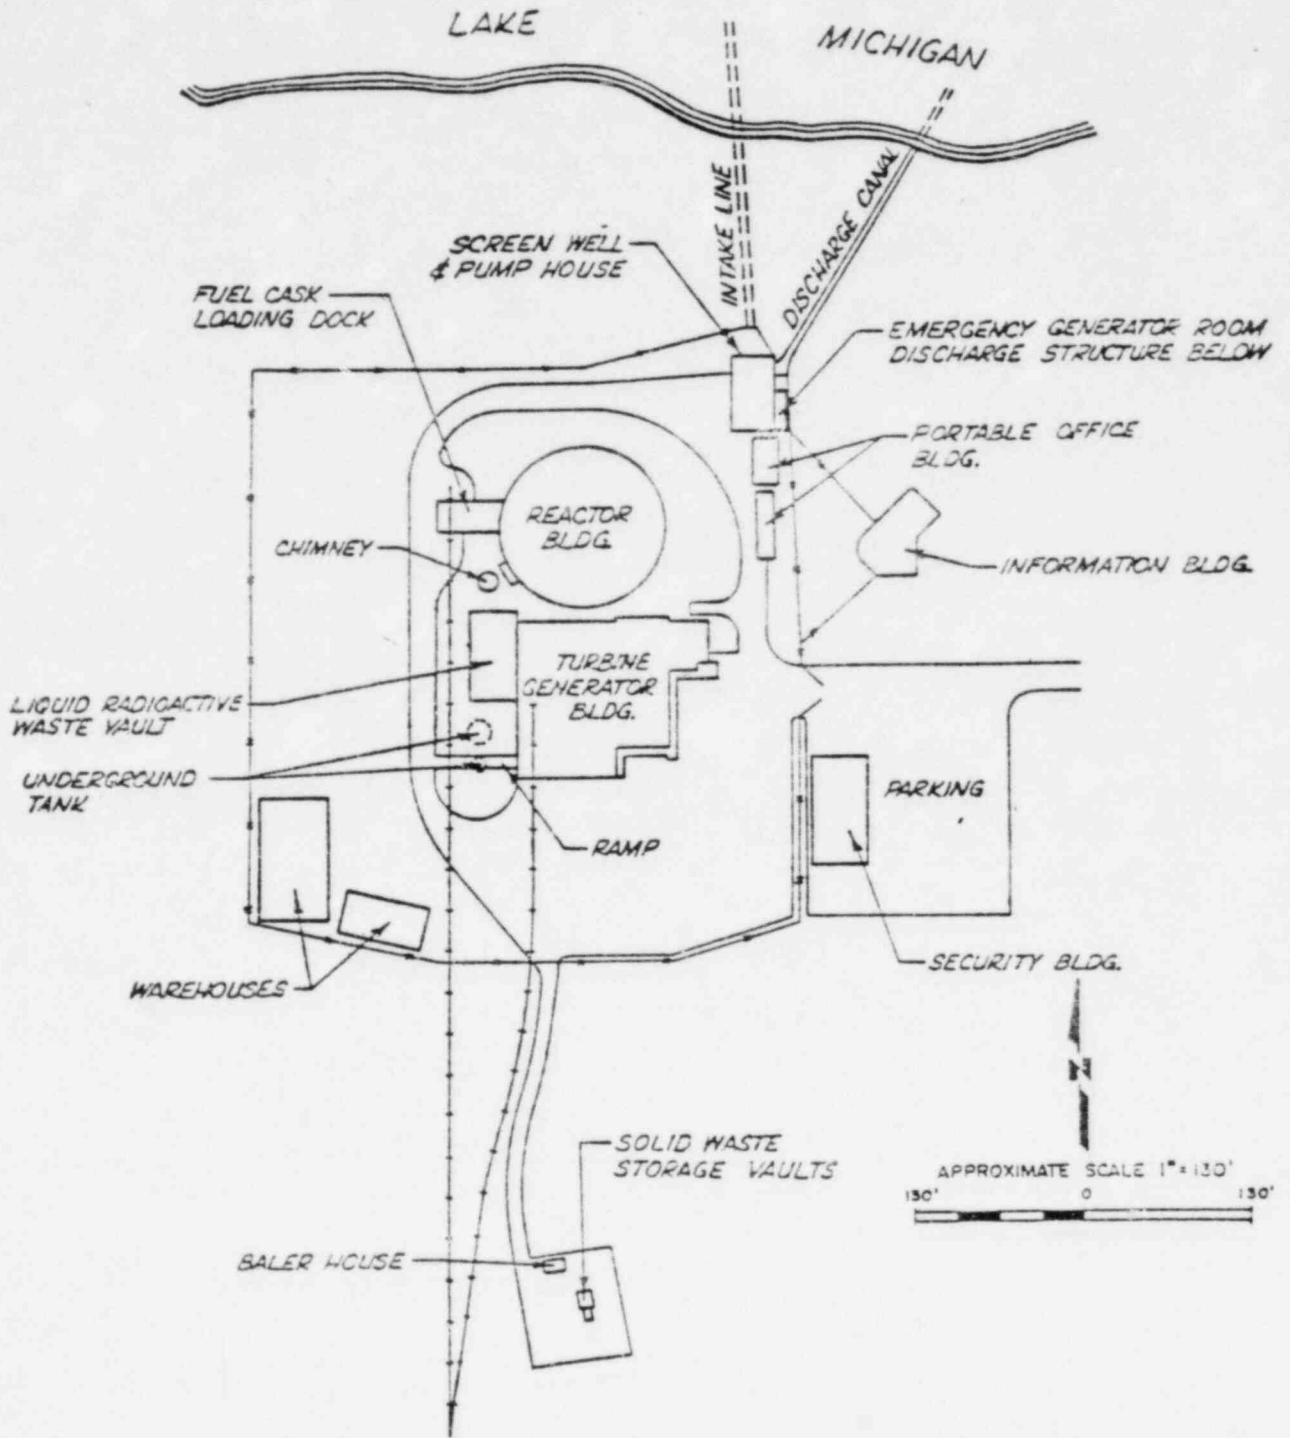 LAKE
MICHIGAN
INTAKE LINE
DISCHARGE CANAL
SCREEN WELL
& PUMP HOUSE
FUEL CASK
LOADING DOCK
EMERGENCY GENERATOR ROOM
DISCHARGE STRUCTURE BELOW
PORTABLE OFFICE
BLDG.
REACTOR
BLDG.
CHIMNEY
INFORMATION BLDG.
TURBINE
GENERATOR
BLDG.
LIQUID RADIOACTIVE
WASTE VAULT
UNDERGROUND
TANK
PARKING
RAMP
WAREHOUSES
SECURITY BLDG.
N
SOLID WASTE
STORAGE VAULTS
APPROXIMATE SCALE 1"=130'
130' 0 130'
BALER HOUSE